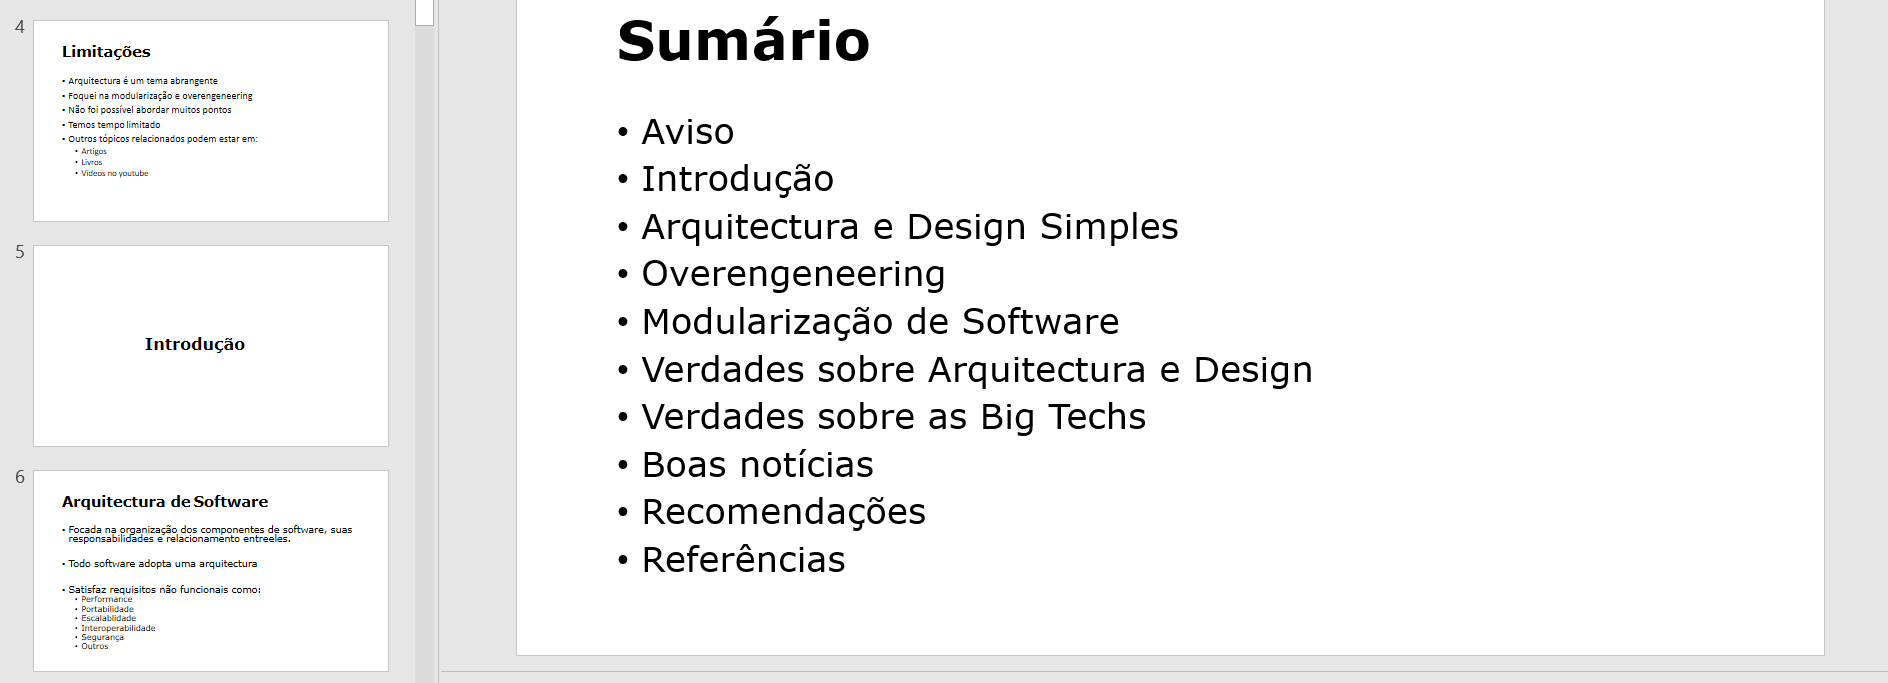 4
Limitações
• Arquitectura é um tema abrangente
• Foquei na modularização e overengeneering
• Não foi possível abordar muitos pontos
• Temos tempo limitado
• Outros tópicos relacionados podem estar em:
• Artigos
• Livros
• Videos no youtube
5
Introdução
6
Arquitectura de Software
• Focada na organização dos componentes de software, suas
responsabilidades e relacionamento entreeles.
• Todo software adopta uma arquitectura
• Satisfaz requisitos não funcionais como:
• Performance
• Portabilidade
• Escalablidade
• Interoperabilidade
• Segurança
• Outros
Sumário
• Aviso
• Introdução
• Arquitectura e Design Simples
• Overengeneering
• Modularização de Software
• Verdades sobre Arquitectura e Design
• Verdades sobre as Big Techs
• Boas notícias
• Recomendações
• Referências